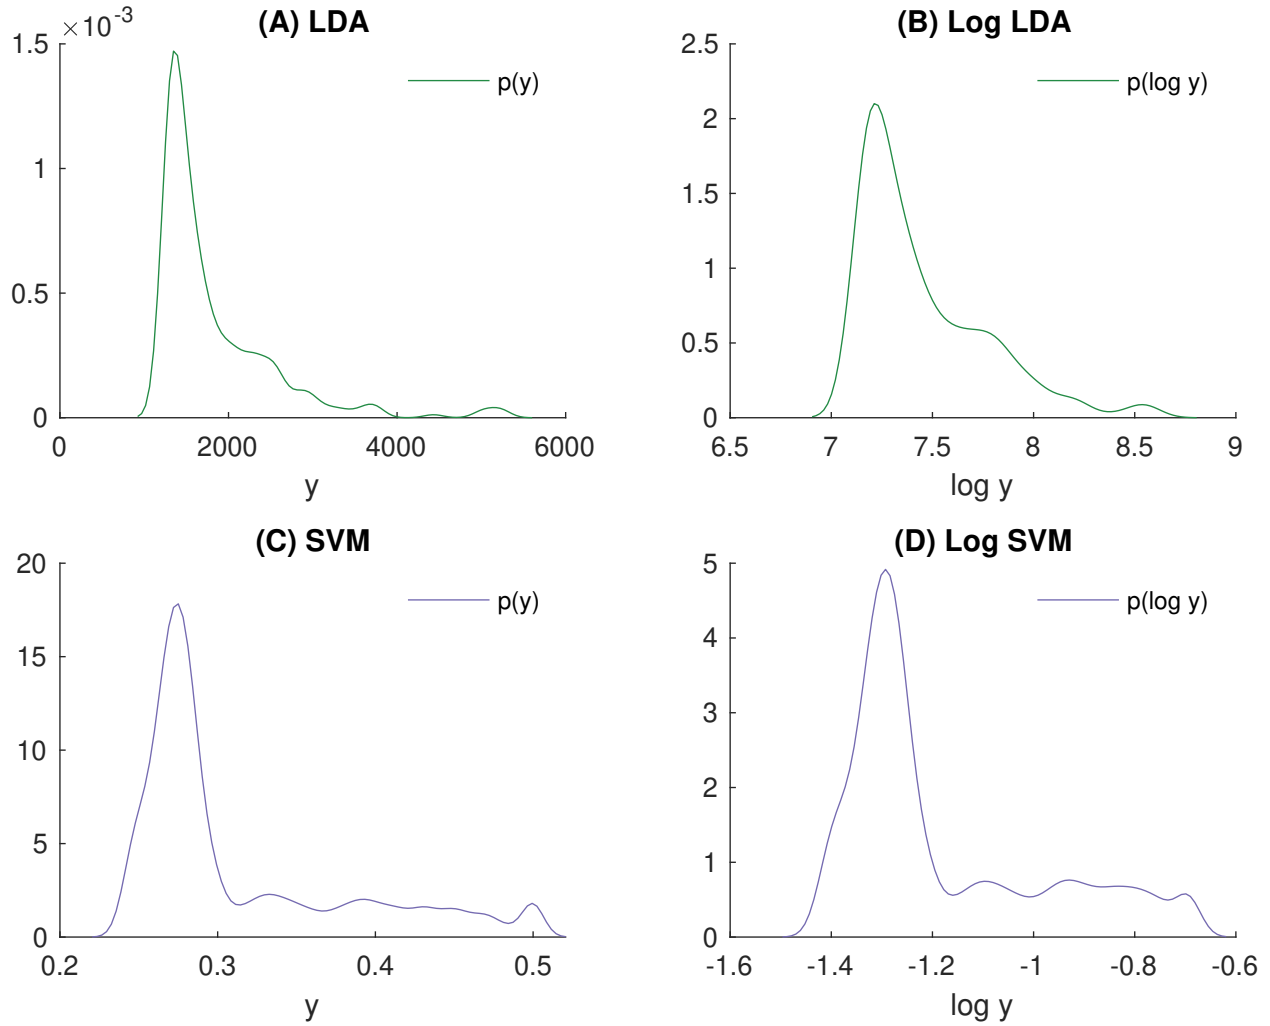 (A) LDA
×10⁻³
p(y)
1.5
1
0.5
0
0 2000 4000 6000
y
(B) Log LDA
p(log y)
2.5
2
1.5
1
0.5
0
6.5 7 7.5 8 8.5 9
log y
(C) SVM
p(y)
20
15
10
5
0
0.2 0.3 0.4 0.5
y
(D) Log SVM
p(log y)
5
4
3
2
1
0
-1.6 -1.4 -1.2 -1 -0.8 -0.6
log y